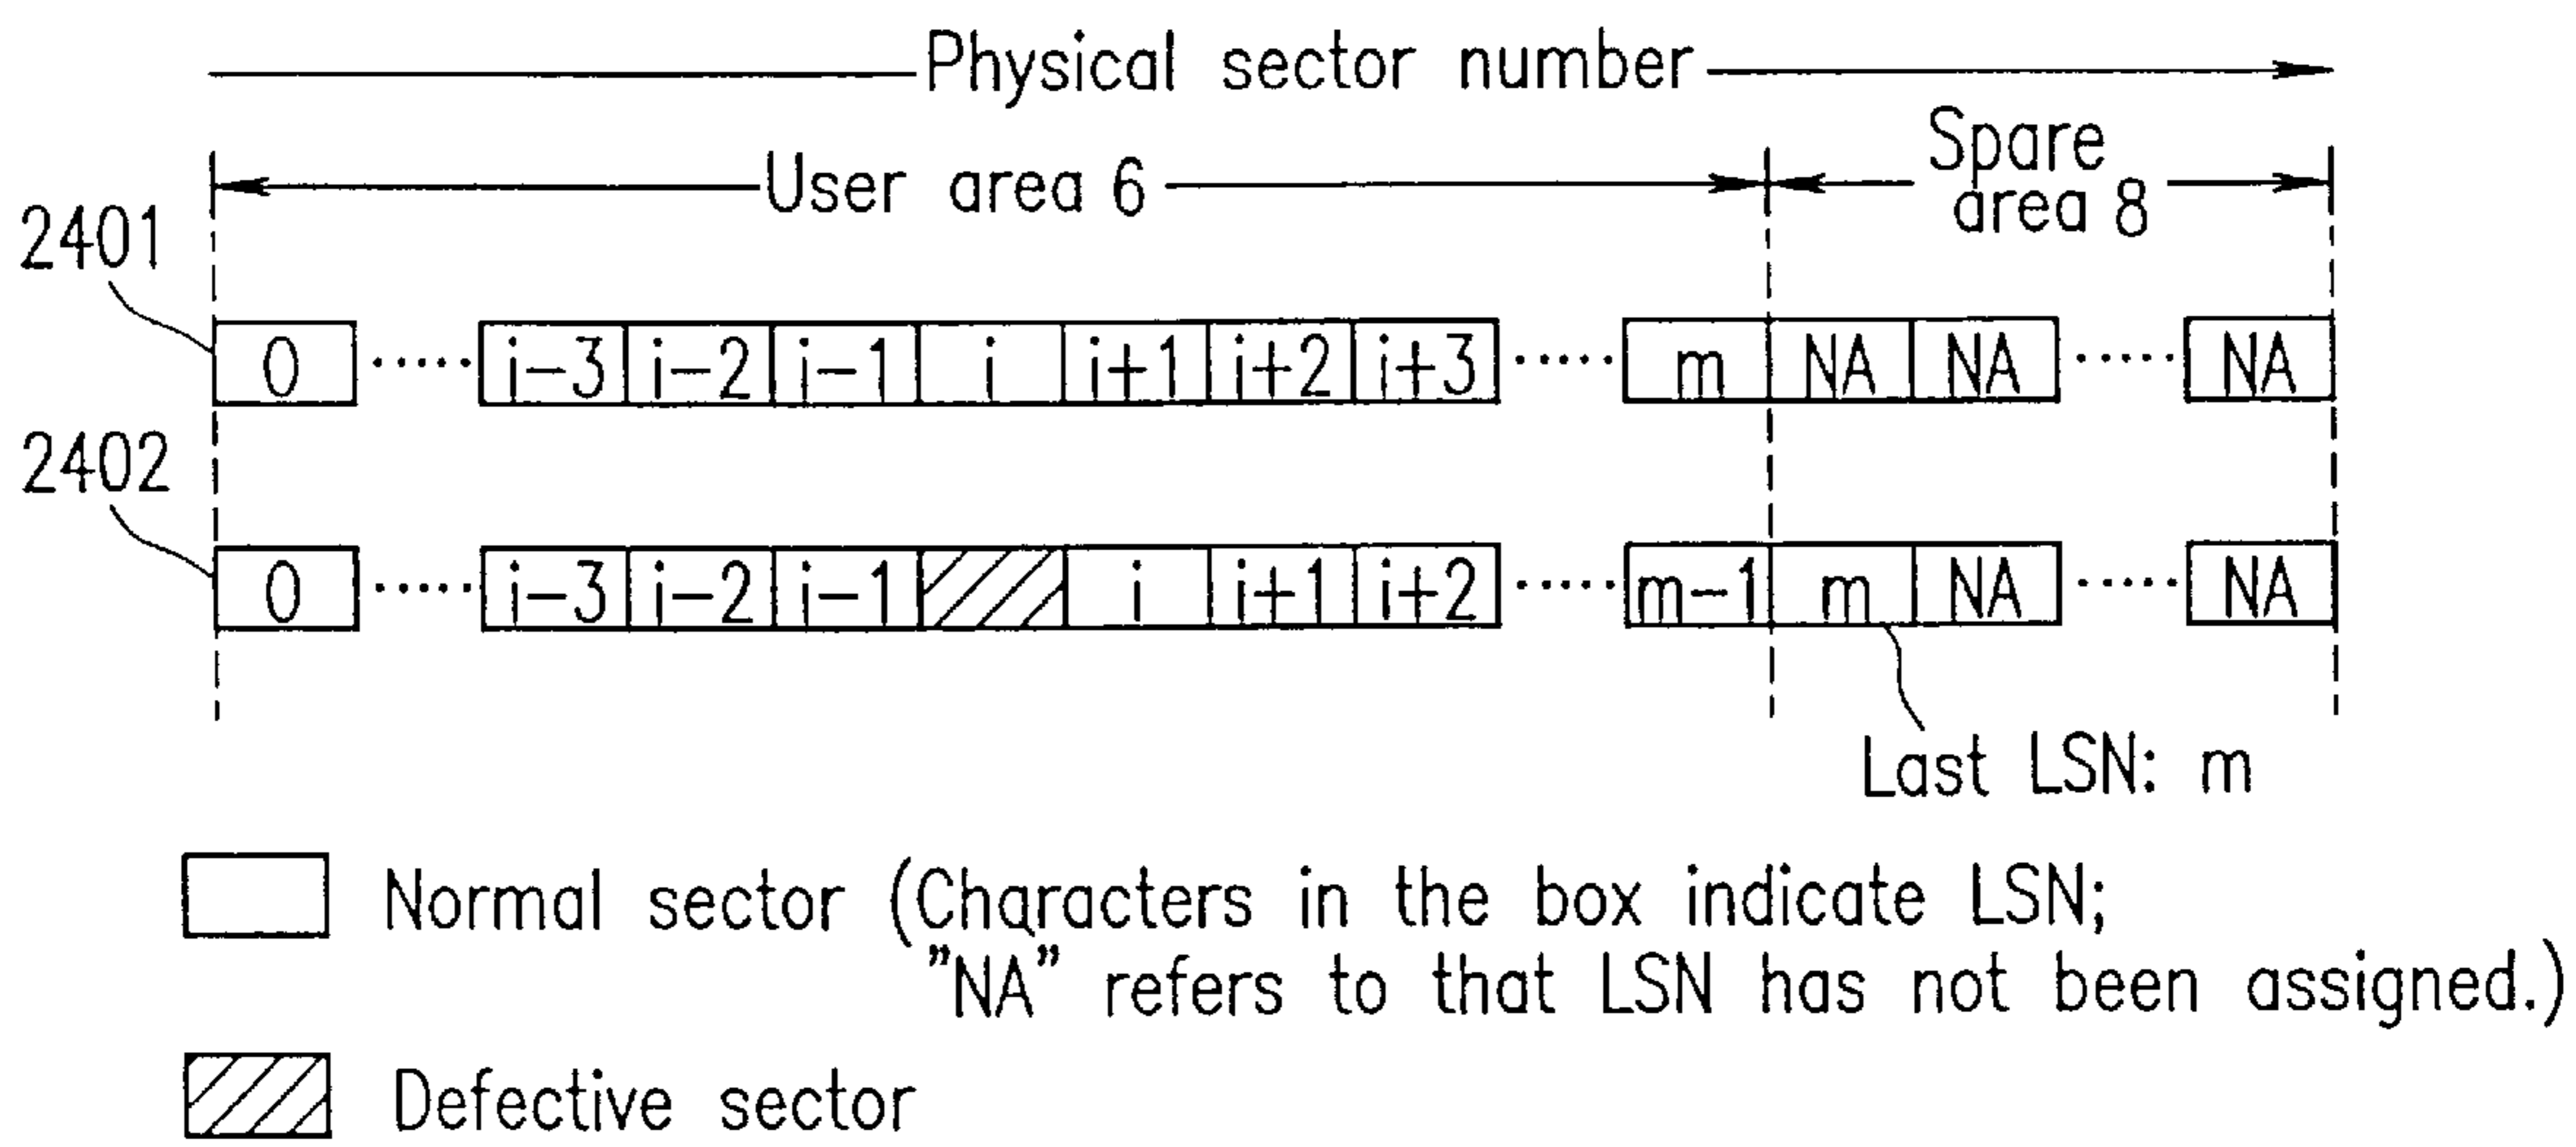 Physical sector number
User area 6
Spare
area 8
2401
0 ..... i-3 i-2 i-1 i i+1 i+2 i+3 ..... m NA NA ..... NA
2402
0 ..... i-3 i-2 i-1 i i+1 i+2 ..... m-1 m NA ..... NA
Last LSN: m
Normal sector (Characters in the box indicate LSN;
"NA" refers to that LSN has not been assigned.)
Defective sector